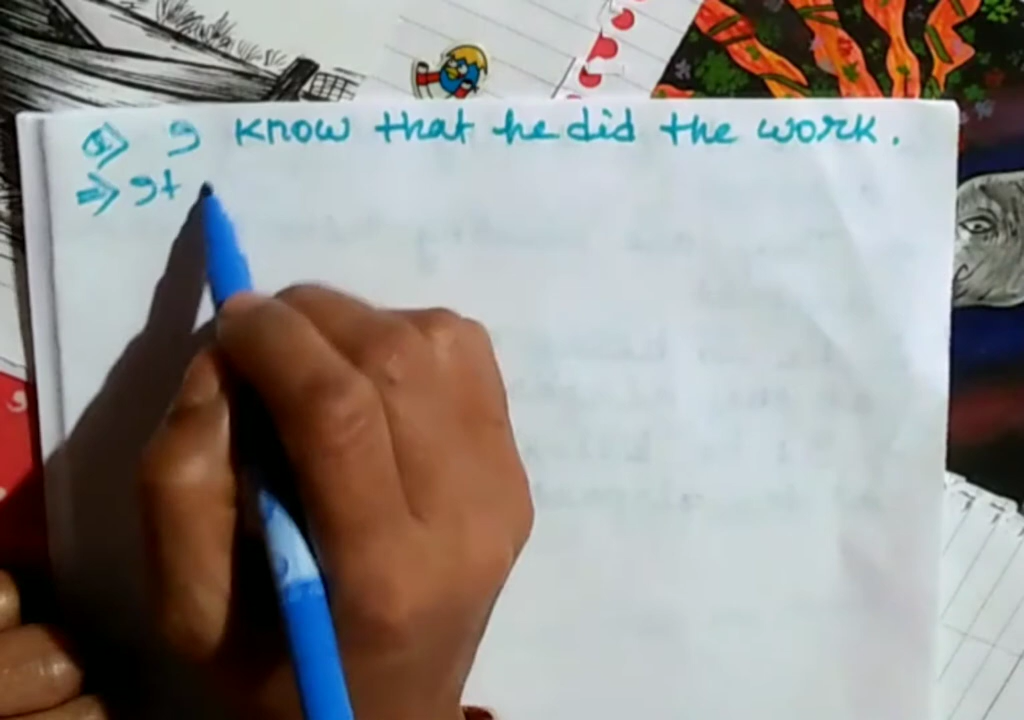 a) I know that he did the work.
⇒ It